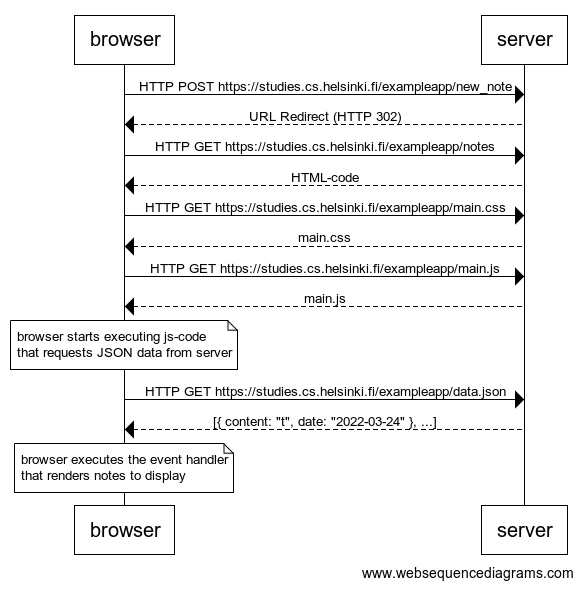 browser
server
HTTP POST https://studies.cs.helsinki.fi/exampleapp/new_note
URL Redirect (HTTP 302)
HTTP GET https://studies.cs.helsinki.fi/exampleapp/notes
HTML-code
HTTP GET https://studies.cs.helsinki.fi/exampleapp/main.css
main.css
HTTP GET https://studies.cs.helsinki.fi/exampleapp/main.js
main.js
browser starts executing js-code
that requests JSON data from server
HTTP GET https://studies.cs.helsinki.fi/exampleapp/data.json
[{ content: "t", date: "2022-03-24" }, ...]
browser executes the event handler
that renders notes to display
browser
server
www.websequencediagrams.com